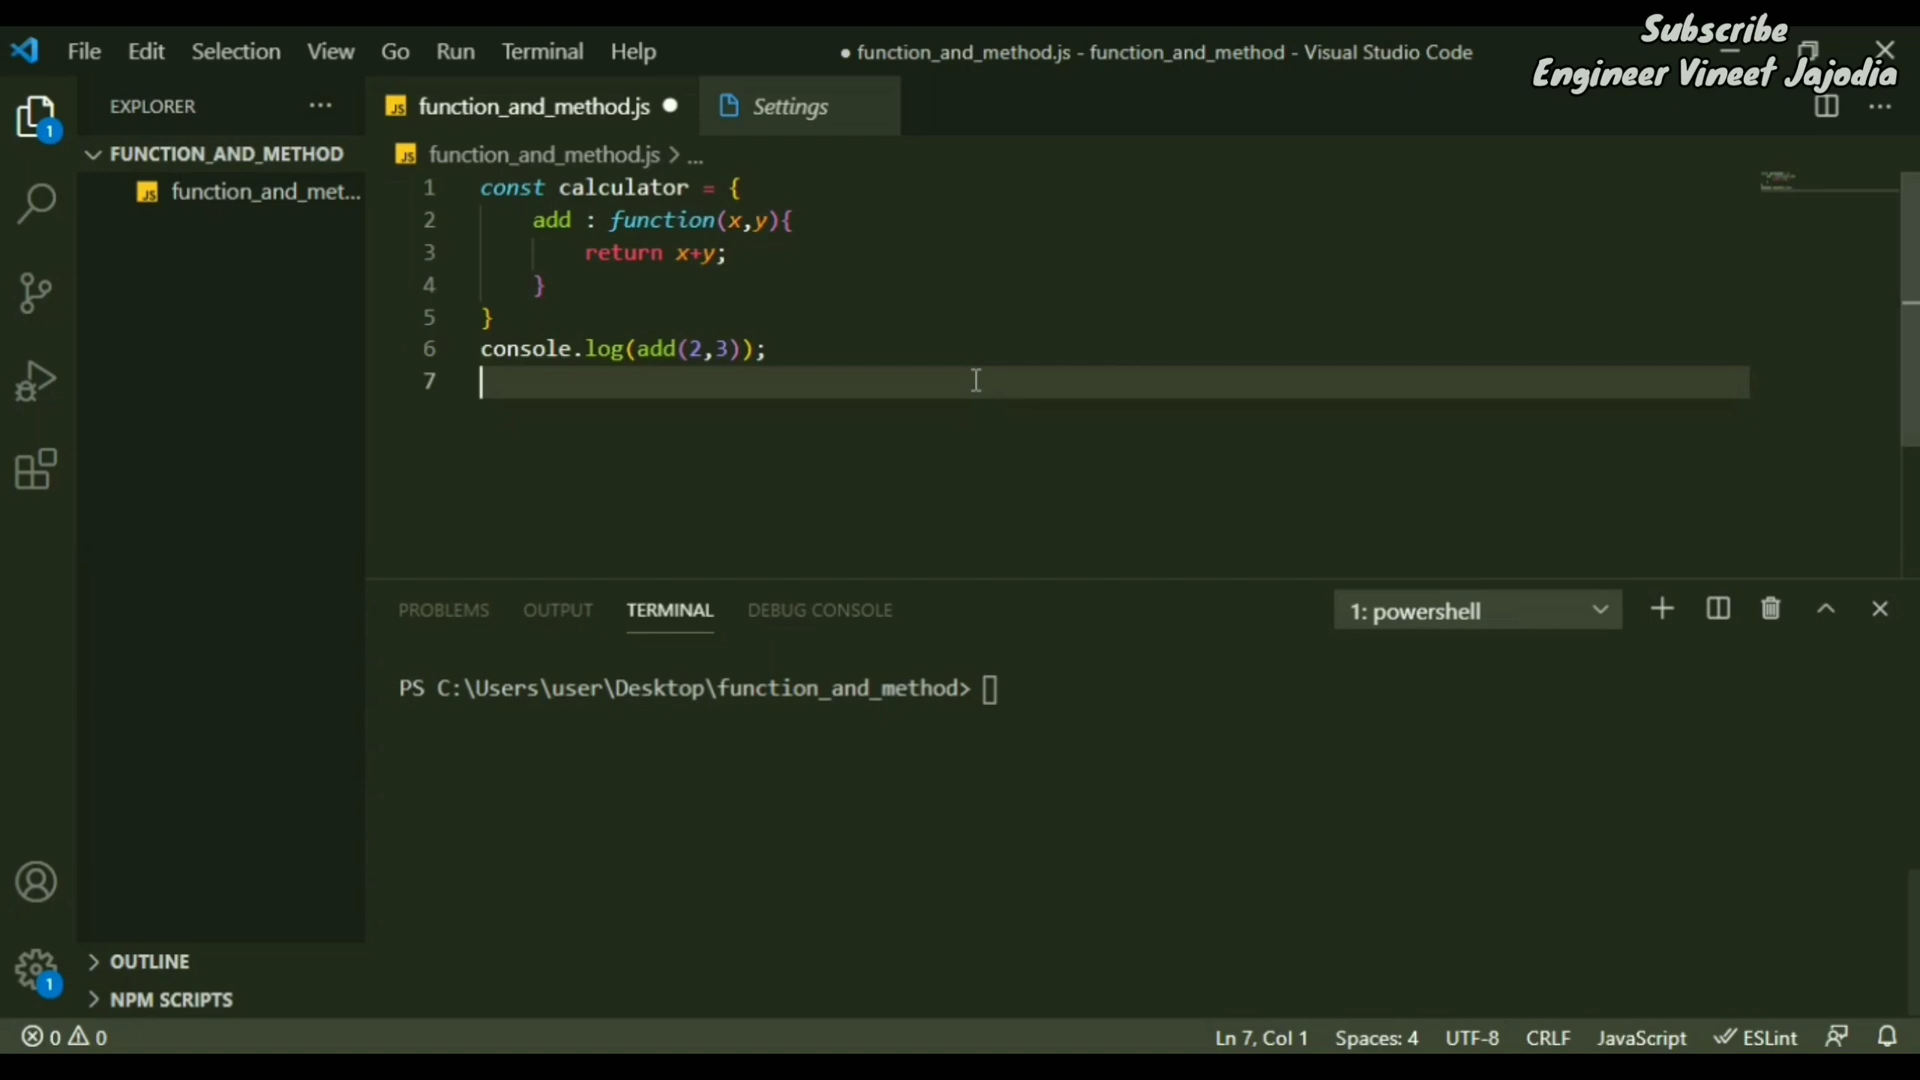 Subscribe
Engineer Vineet Jajodia
File Edit Selection View Go Run Terminal Help
● function_and_method.js - function_and_method - Visual Studio Code
1
EXPLORER
function_and_method.js
Settings
FUNCTION_AND_METHOD
function_and_met...
function_and_method.js > ...
1 const calculator = {
2 add : function(x,y){
3 return x+y;
4 }
5 }
6 console.log(add(2,3));
7
PROBLEMS OUTPUT TERMINAL DEBUG CONSOLE
1: powershell
PS C:\Users\user\Desktop\function_and_method>
OUTLINE
1
NPM SCRIPTS
0 0
Ln 7, Col 1 Spaces: 4 UTF-8 CRLF JavaScript ESLint